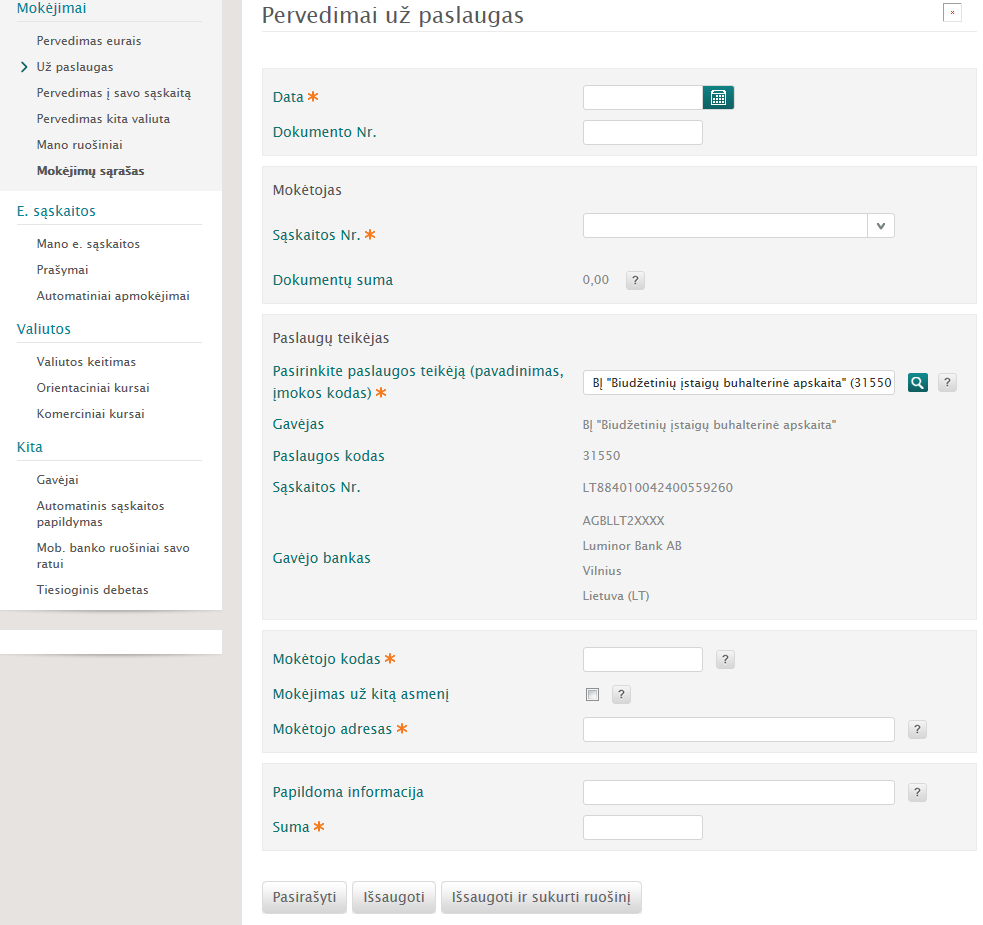 Mokėjimai
Pervedimas eurais
Už paslaugas
Pervedimas į savo sąskaitą
Pervedimas kita valiuta
Mano ruošiniai
Mokėjimų sąrašas
E. sąskaitos
Mano e. sąskaitos
Prašymai
Automatiniai apmokėjimai
Valiutos
Valiutos keitimas
Orientaciniai kursai
Komerciniai kursai
Kita
Gavėjai
Automatinis sąskaitos
papildymas
Mob. banko ruošiniai savo
ratui
Tiesioginis debetas
Pervedimai už paslaugas
Data *
Dokumento Nr.
Mokėtojas
Sąskaitos Nr. *
Dokumentų suma 0,00 ?
Paslaugų teikėjas
Pasirinkite paslaugos teikėją (pavadinimas,
įmokos kodas) *
BĮ "Biudžetinių įstaigų buhalterinė apskaita" (31550 ?
Gavėjas BĮ "Biudžetinių įstaigų buhalterinė apskaita"
Paslaugos kodas 31550
Sąskaitos Nr. LT884010042400559260
Gavėjo bankas
AGBLLT2XXXX
Luminor Bank AB
Vilnius
Lietuva (LT)
Mokėtojo kodas * ?
Mokėjimas už kitą asmenį ?
Mokėtojo adresas * ?
Papildoma informacija ?
Suma *
Pasirašyti Išsaugoti Išsaugoti ir sukurti ruošinį